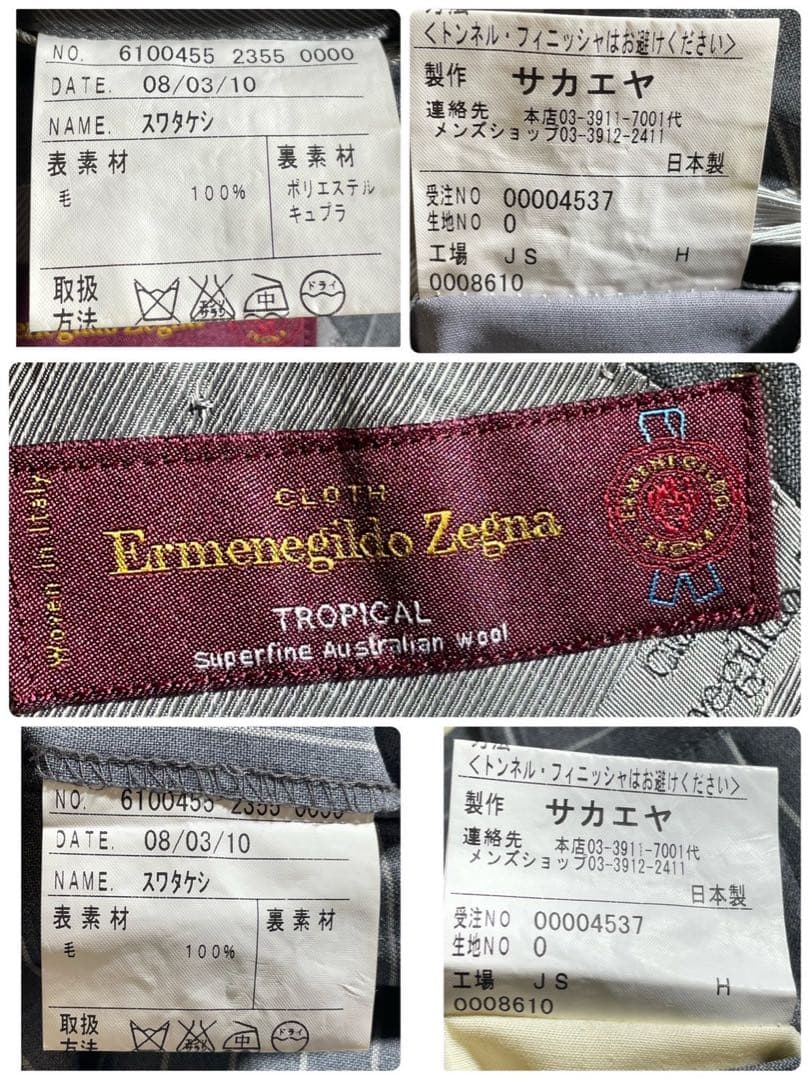 NO. 6100455 2355 0000
DATE. 08/03/10
NAME. スワタケシ
表素材
裏素材
毛 100%
ポリエステル
キュプラ
取扱
方法
中
ドライ
方法
〈トンネル・フィニッシャはお避けください〉
製作 サカエヤ
連絡先 本店03-3911-7001代
メンズショップ03-3912-2411
日本製
受注NO 00004537
生地NO 0
工場 JS H
0008610
Woven in Italy
CLOTH
Ermenegildo Zegna
TROPICAL
Superfine Australian wool
ERMENEGILDO
ZEGNA
NO. 6100455 2355 0000
DATE. 08/03/10
NAME. スワタケシ
表素材
裏素材
毛 100%
取扱
方法
中
ドライ
方法
〈トンネル・フィニッシャはお避けください〉
製作 サカエヤ
連絡先 本店03-3911-7001代
メンズショップ03-3912-2411
日本製
受注NO 00004537
生地NO 0
工場 JS H
0008610